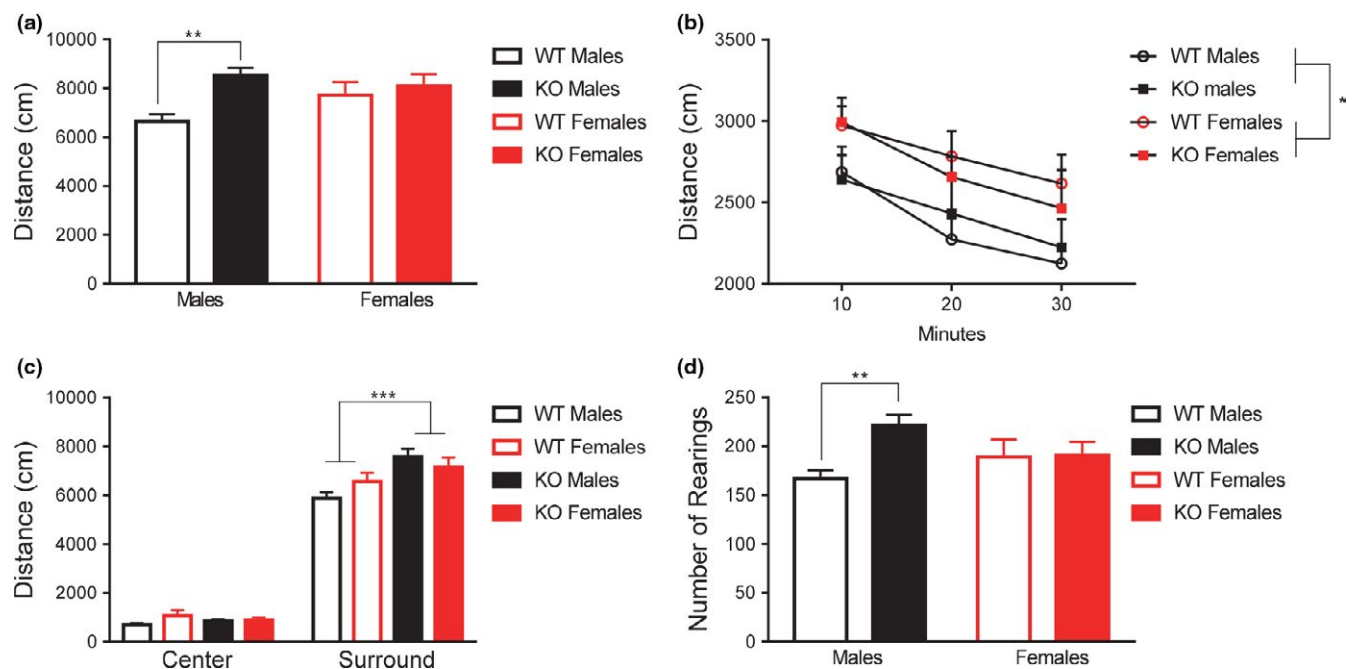 (a)
**
10000
8000
6000
4000
2000
0
Distance (cm)
Males
Females
WT Males
KO Males
WT Females
KO Females
(b)
3500
3000
2500
2000
Distance (cm)
10
20
30
Minutes
WT Males
KO males
WT Females
KO Females
*
(c)
***
10000
8000
6000
4000
2000
0
Distance (cm)
Center
Surround
WT Males
WT Females
KO Males
KO Females
(d)
**
250
200
150
100
50
0
Number of Rearings
Males
Females
WT Males
KO Males
WT Females
KO Females